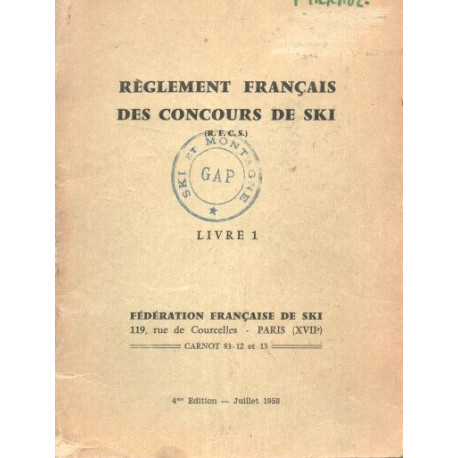 RÈGLEMENT FRANÇAIS
DES CONCOURS DE SKI
(R. F. C. S.)
SKI ET MONTAGNE
GAP
LIVRE 1
FÉDÉRATION FRANÇAISE DE SKI
119, rue de Courcelles - PARIS (XVIIe)
CARNOT 83-12 et 13
4me Edition — Juillet 1958